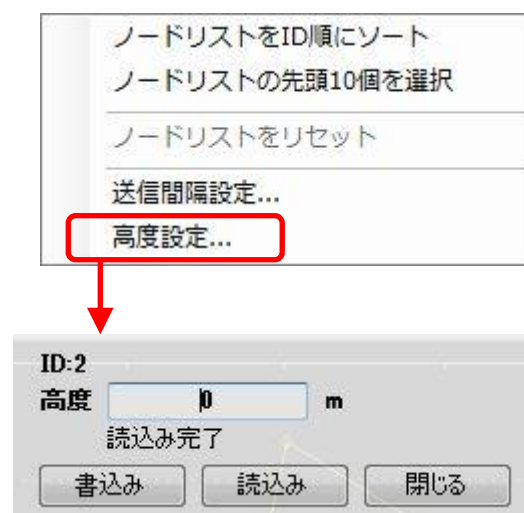 ノードリストをID順にソート
ノードリストの先頭10個を選択
ノードリストをリセット
送信間隔設定...
高度設定...
ID:2
高度 0 m
読込み完了
書込み 読込み 閉じる